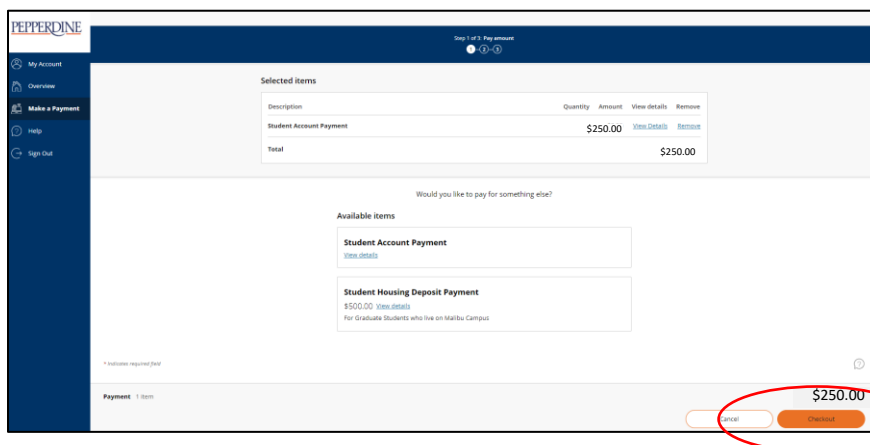 PEPPERDINE
My Account
Overview
Make a Payment
Help
Sign Out
Step 1 of 3: Pay amount
1 2 3
Selected items
Description Quantity Amount View details Remove
Student Account Payment $250.00 View Details Remove
Total $250.00
Would you like to pay for something else?
Available items
Student Account Payment
View details
Student Housing Deposit Payment
$500.00 View details
For Graduate Students who live on Malibu Campus
* Indicates required field
Payment 1 item $250.00
Cancel Checkout